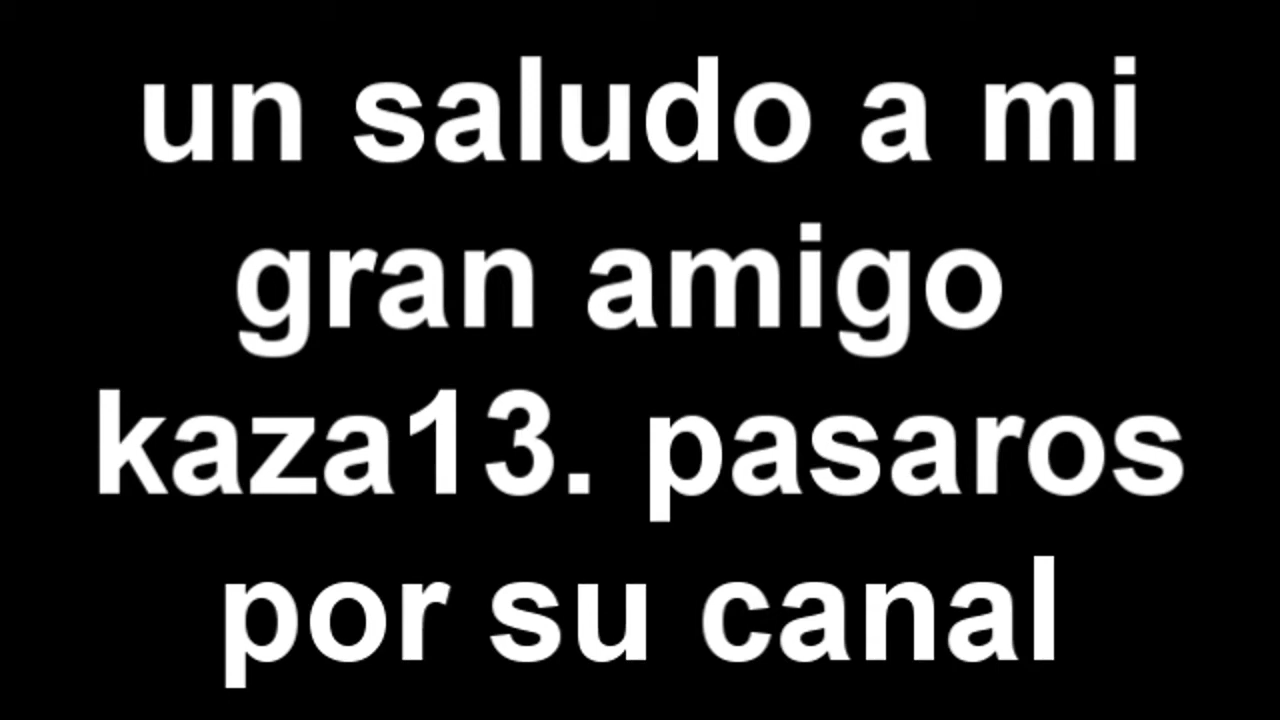 un saludo a mi
gran amigo
kaza13. pasaros
por su canal